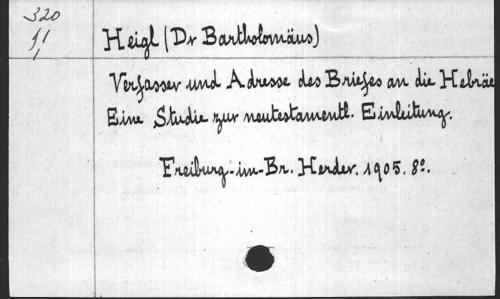 320
51,
Heigl (Dr Bartholomäus)
Verfasser und Adresse des Briefes an die Hebräe
Eine Studie zur neutestamentl. Einleitung.
Freiburg-im-Br. Herder. 1905. 8º.